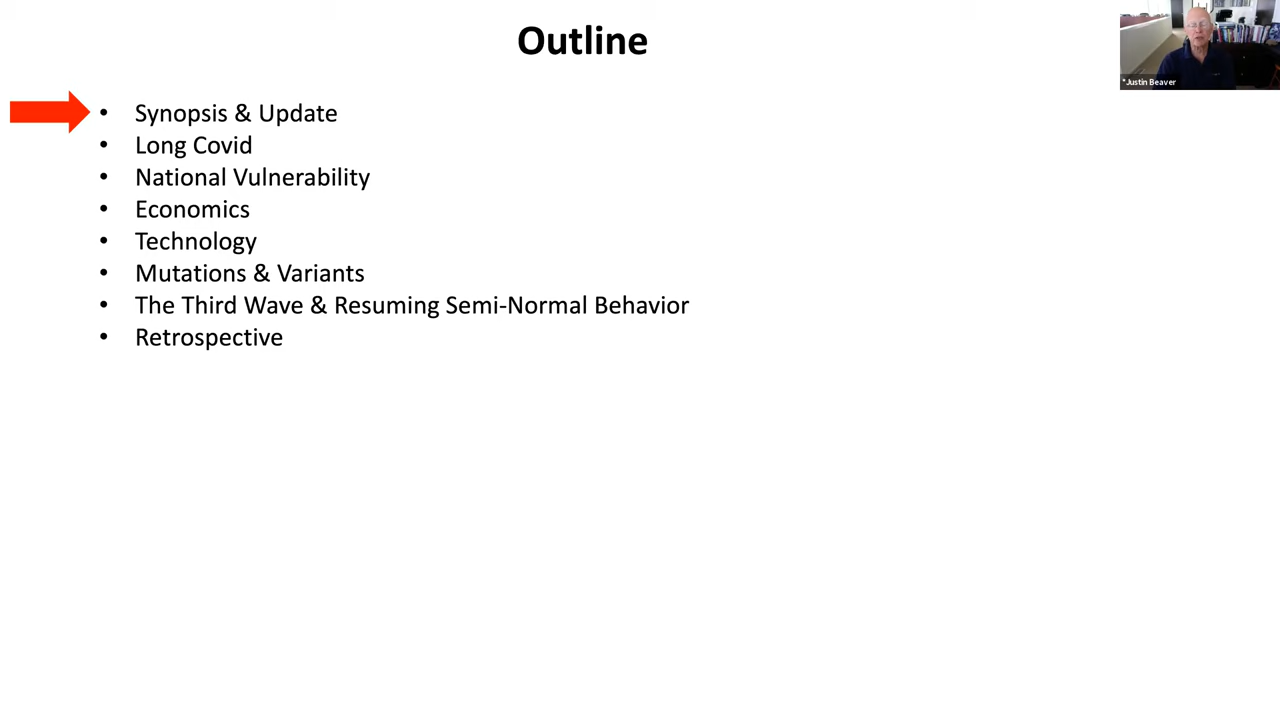 Outline
*Justin Beaver
• Synopsis & Update
• Long Covid
• National Vulnerability
• Economics
• Technology
• Mutations & Variants
• The Third Wave & Resuming Semi-Normal Behavior
• Retrospective